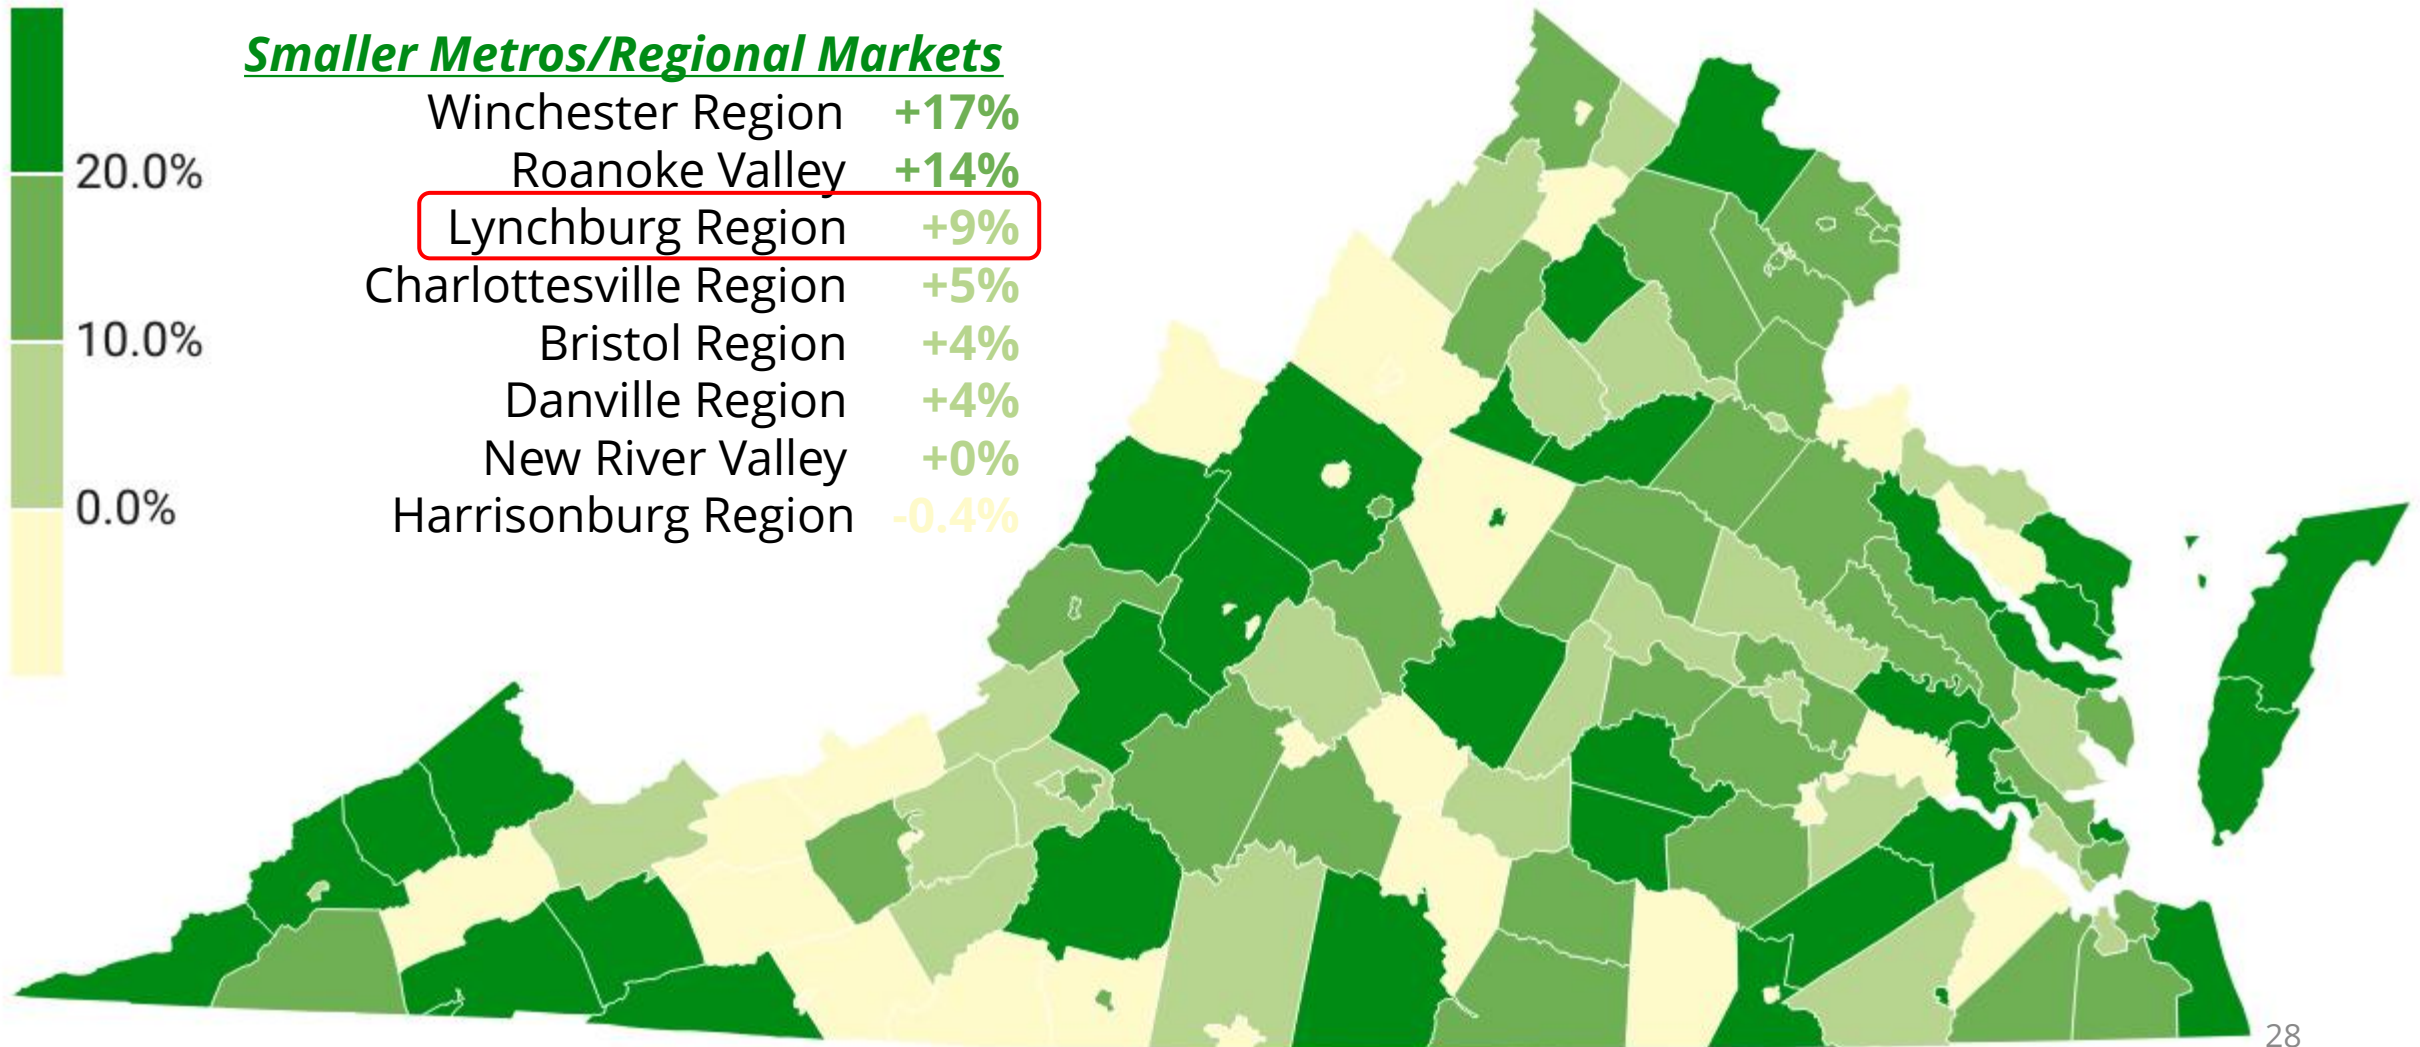 Smaller Metros/Regional Markets
Winchester Region +17%
Roanoke Valley +14%
Lynchburg Region +9%
Charlottesville Region +5%
Bristol Region +4%
Danville Region +4%
New River Valley +0%
Harrisonburg Region -0.4%
20.0%
10.0%
0.0%
28